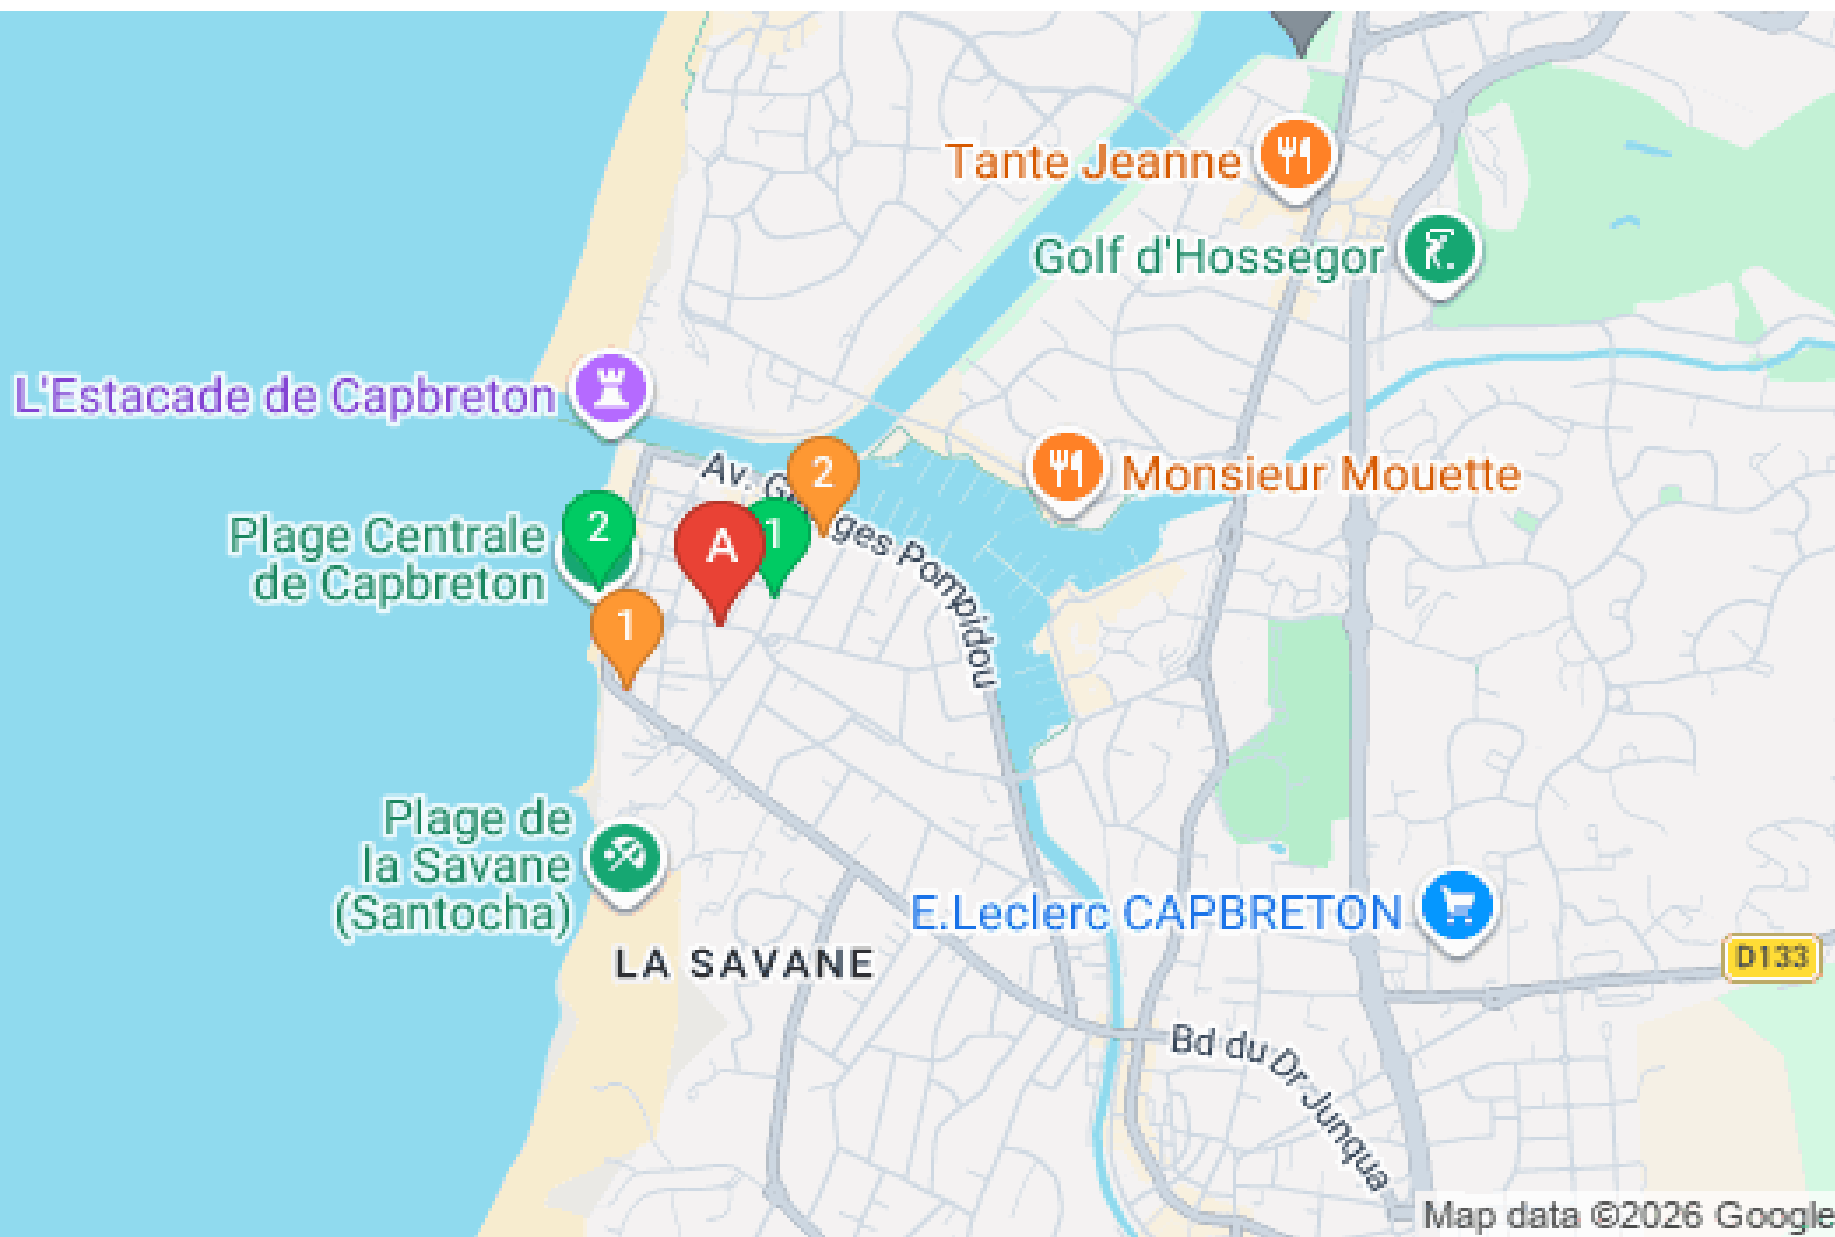 Tante Jeanne
Golf d'Hossegor
L'Estacade de Capbreton
Av. G
ges Pompidou
2
Monsieur Mouette
Plage Centrale
de Capbreton
2
A
1
1
Plage de
la Savane
(Santocha)
E.Leclerc CAPBRETON
LA SAVANE
D133
Bd du Dr Junqua
Map data ©2026 Google